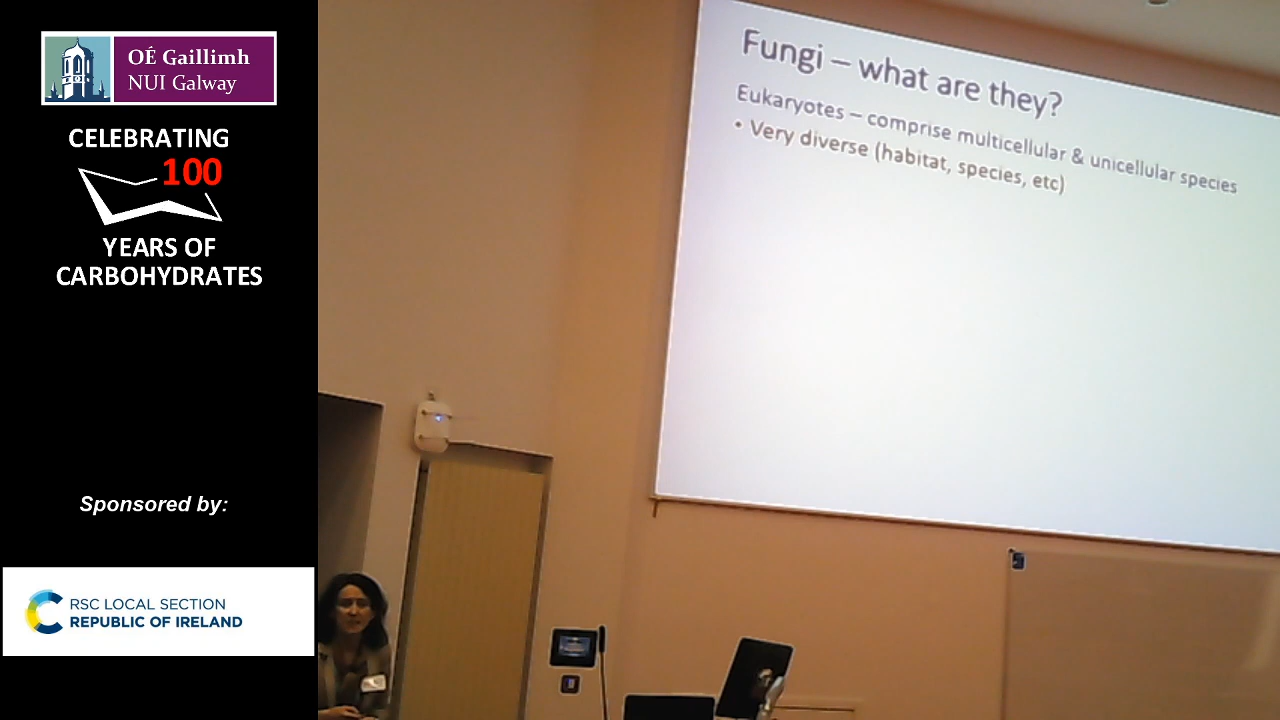 OÉ Gaillimh
NUI Galway
CELEBRATING
100
YEARS OF
CARBOHYDRATES
Sponsored by:
RSC LOCAL SECTION
REPUBLIC OF IRELAND
Fungi – what are they?
Eukaryotes – comprise multicellular & unicellular species
• Very diverse (habitat, species, etc)